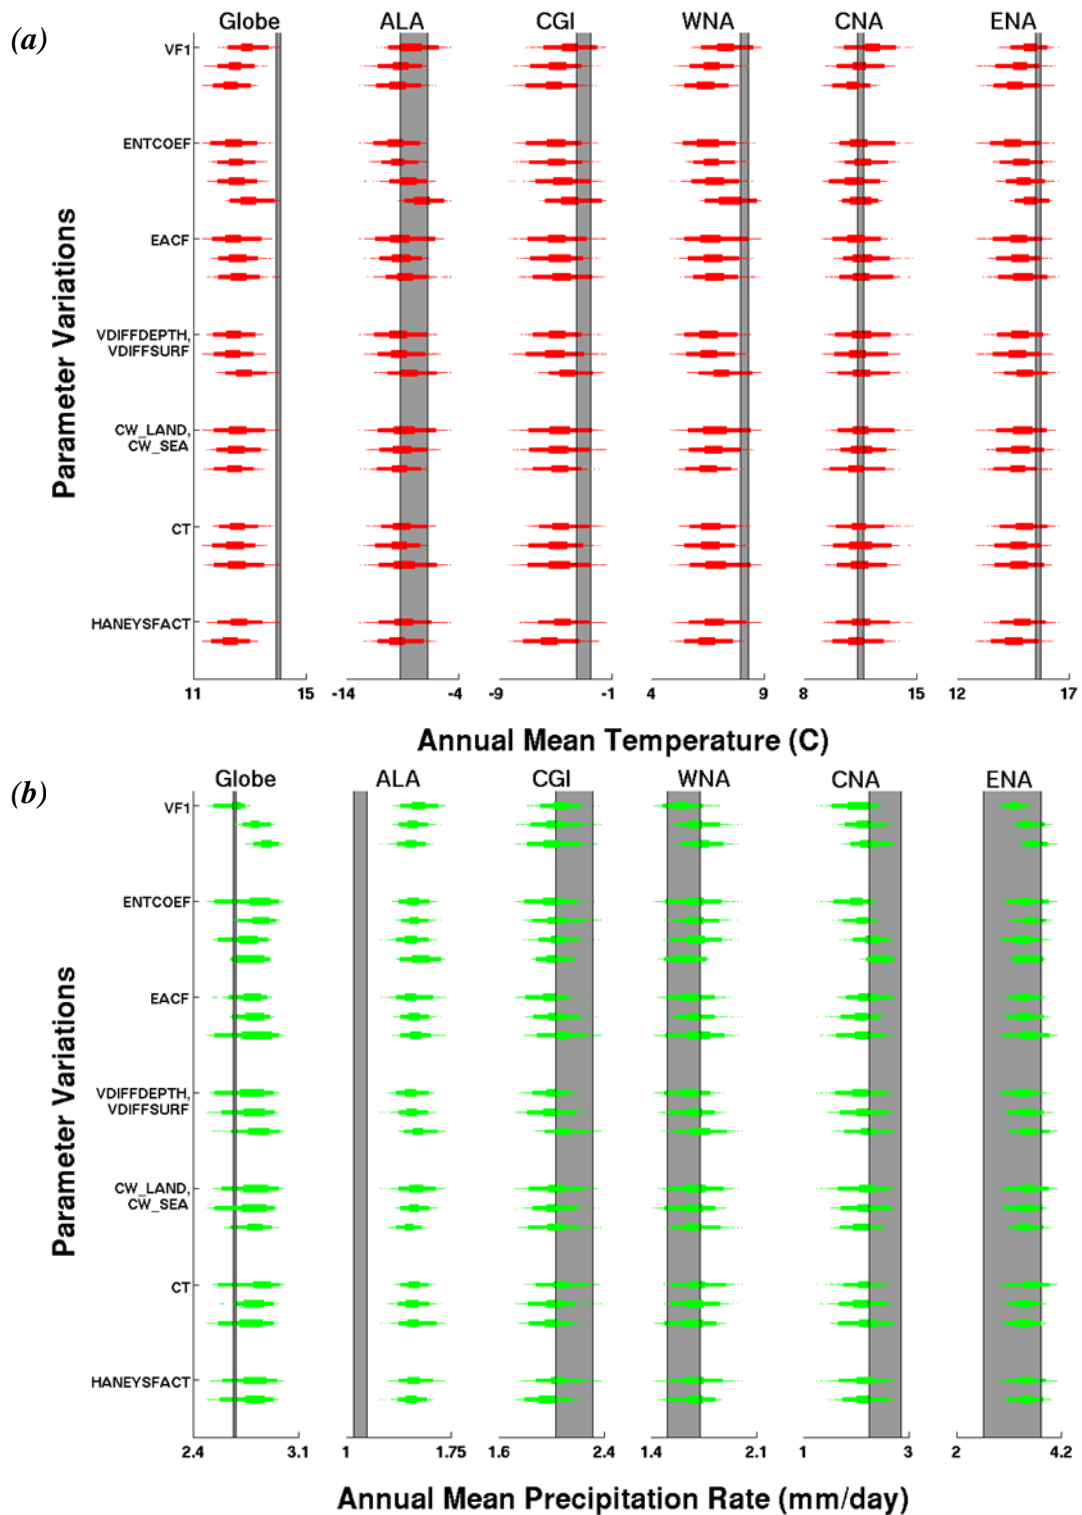 (a)
Globe ALA CGI WNA CNA ENA
VF1
ENTCOEF
EACF
VDIFFDEPTH,
VDIFFSURF
CW_LAND,
CW_SEA
CT
HANEYSFACT
Parameter Variations
11 15 -14 -4 -9 -1 4 9 8 15 12 17
Annual Mean Temperature (C)
(b)
Globe ALA CGI WNA CNA ENA
VF1
ENTCOEF
EACF
VDIFFDEPTH,
VDIFFSURF
CW_LAND,
CW_SEA
CT
HANEYSFACT
Parameter Variations
2.4 3.1 1 1.75 1.6 2.4 1.4 2.1 1 3 2 4.2
Annual Mean Precipitation Rate (mm/day)